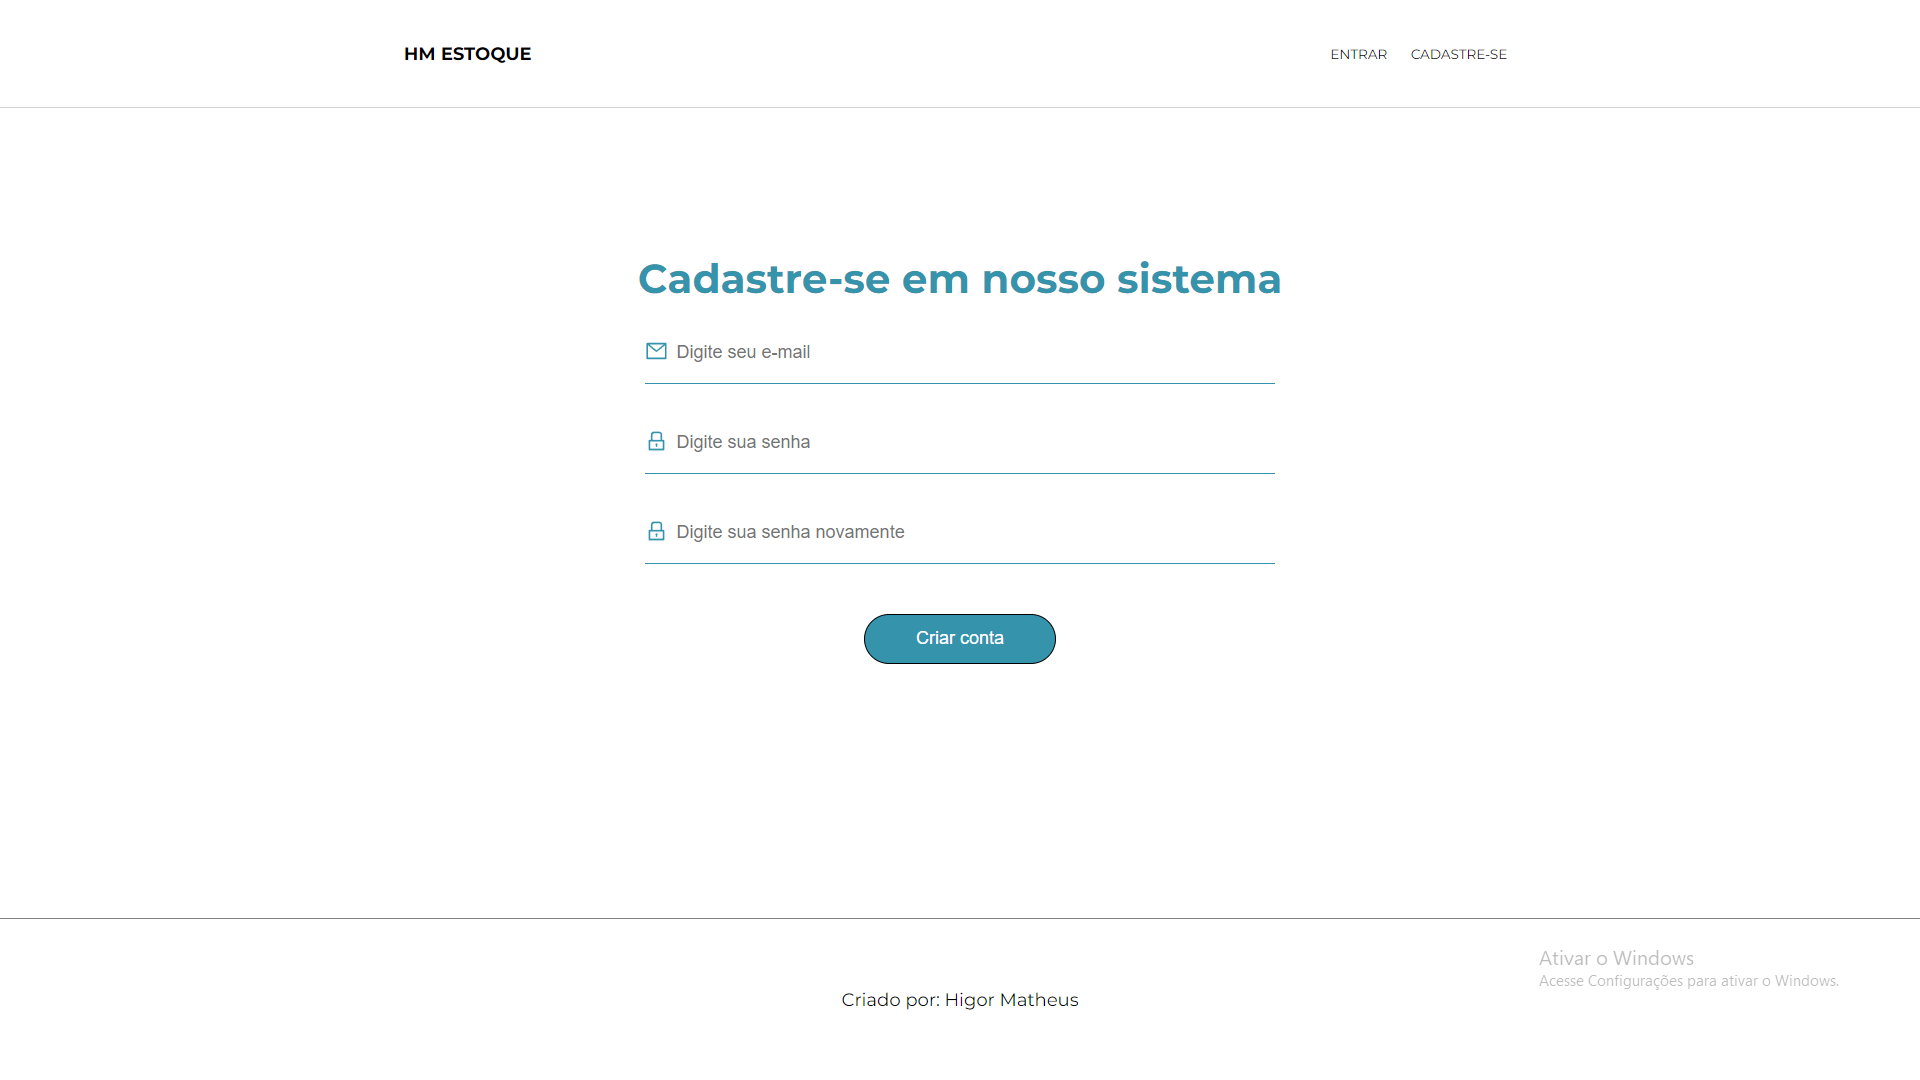 HM ESTOQUE
ENTRAR CADASTRE-SE
Cadastre-se em nosso sistema
Digite seu e-mail
Digite sua senha
Digite sua senha novamente
Criar conta
Ativar o Windows
Acesse Configurações para ativar o Windows.
Criado por: Higor Matheus